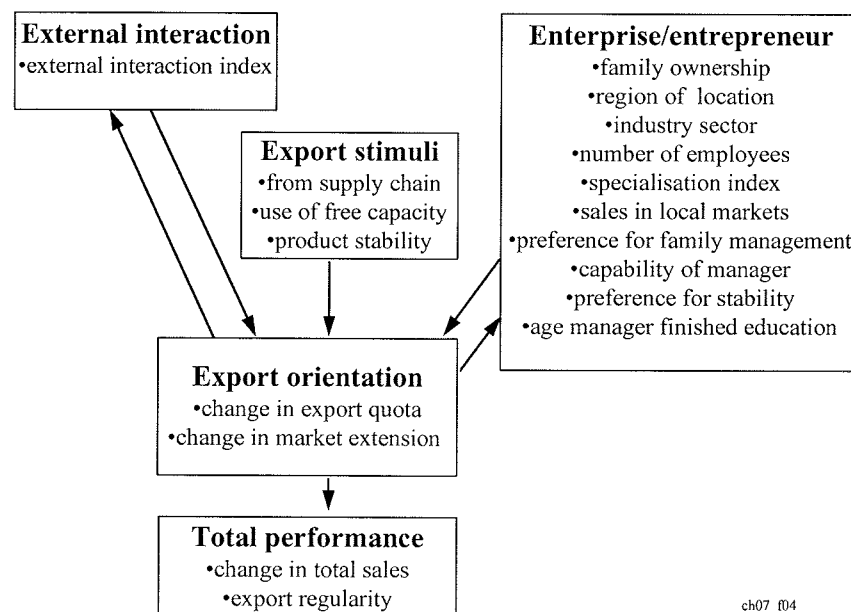 External interaction
•external interaction index
Enterprise/entrepreneur
•family ownership
•region of location
•industry sector
•number of employees
•specialisation index
•sales in local markets
•preference for family management
•capability of manager
•preference for stability
•age manager finished education
Export stimuli
•from supply chain
•use of free capacity
•product stability
Export orientation
•change in export quota
•change in market extension
Total performance
•change in total sales
•export regularity
ch07_f04